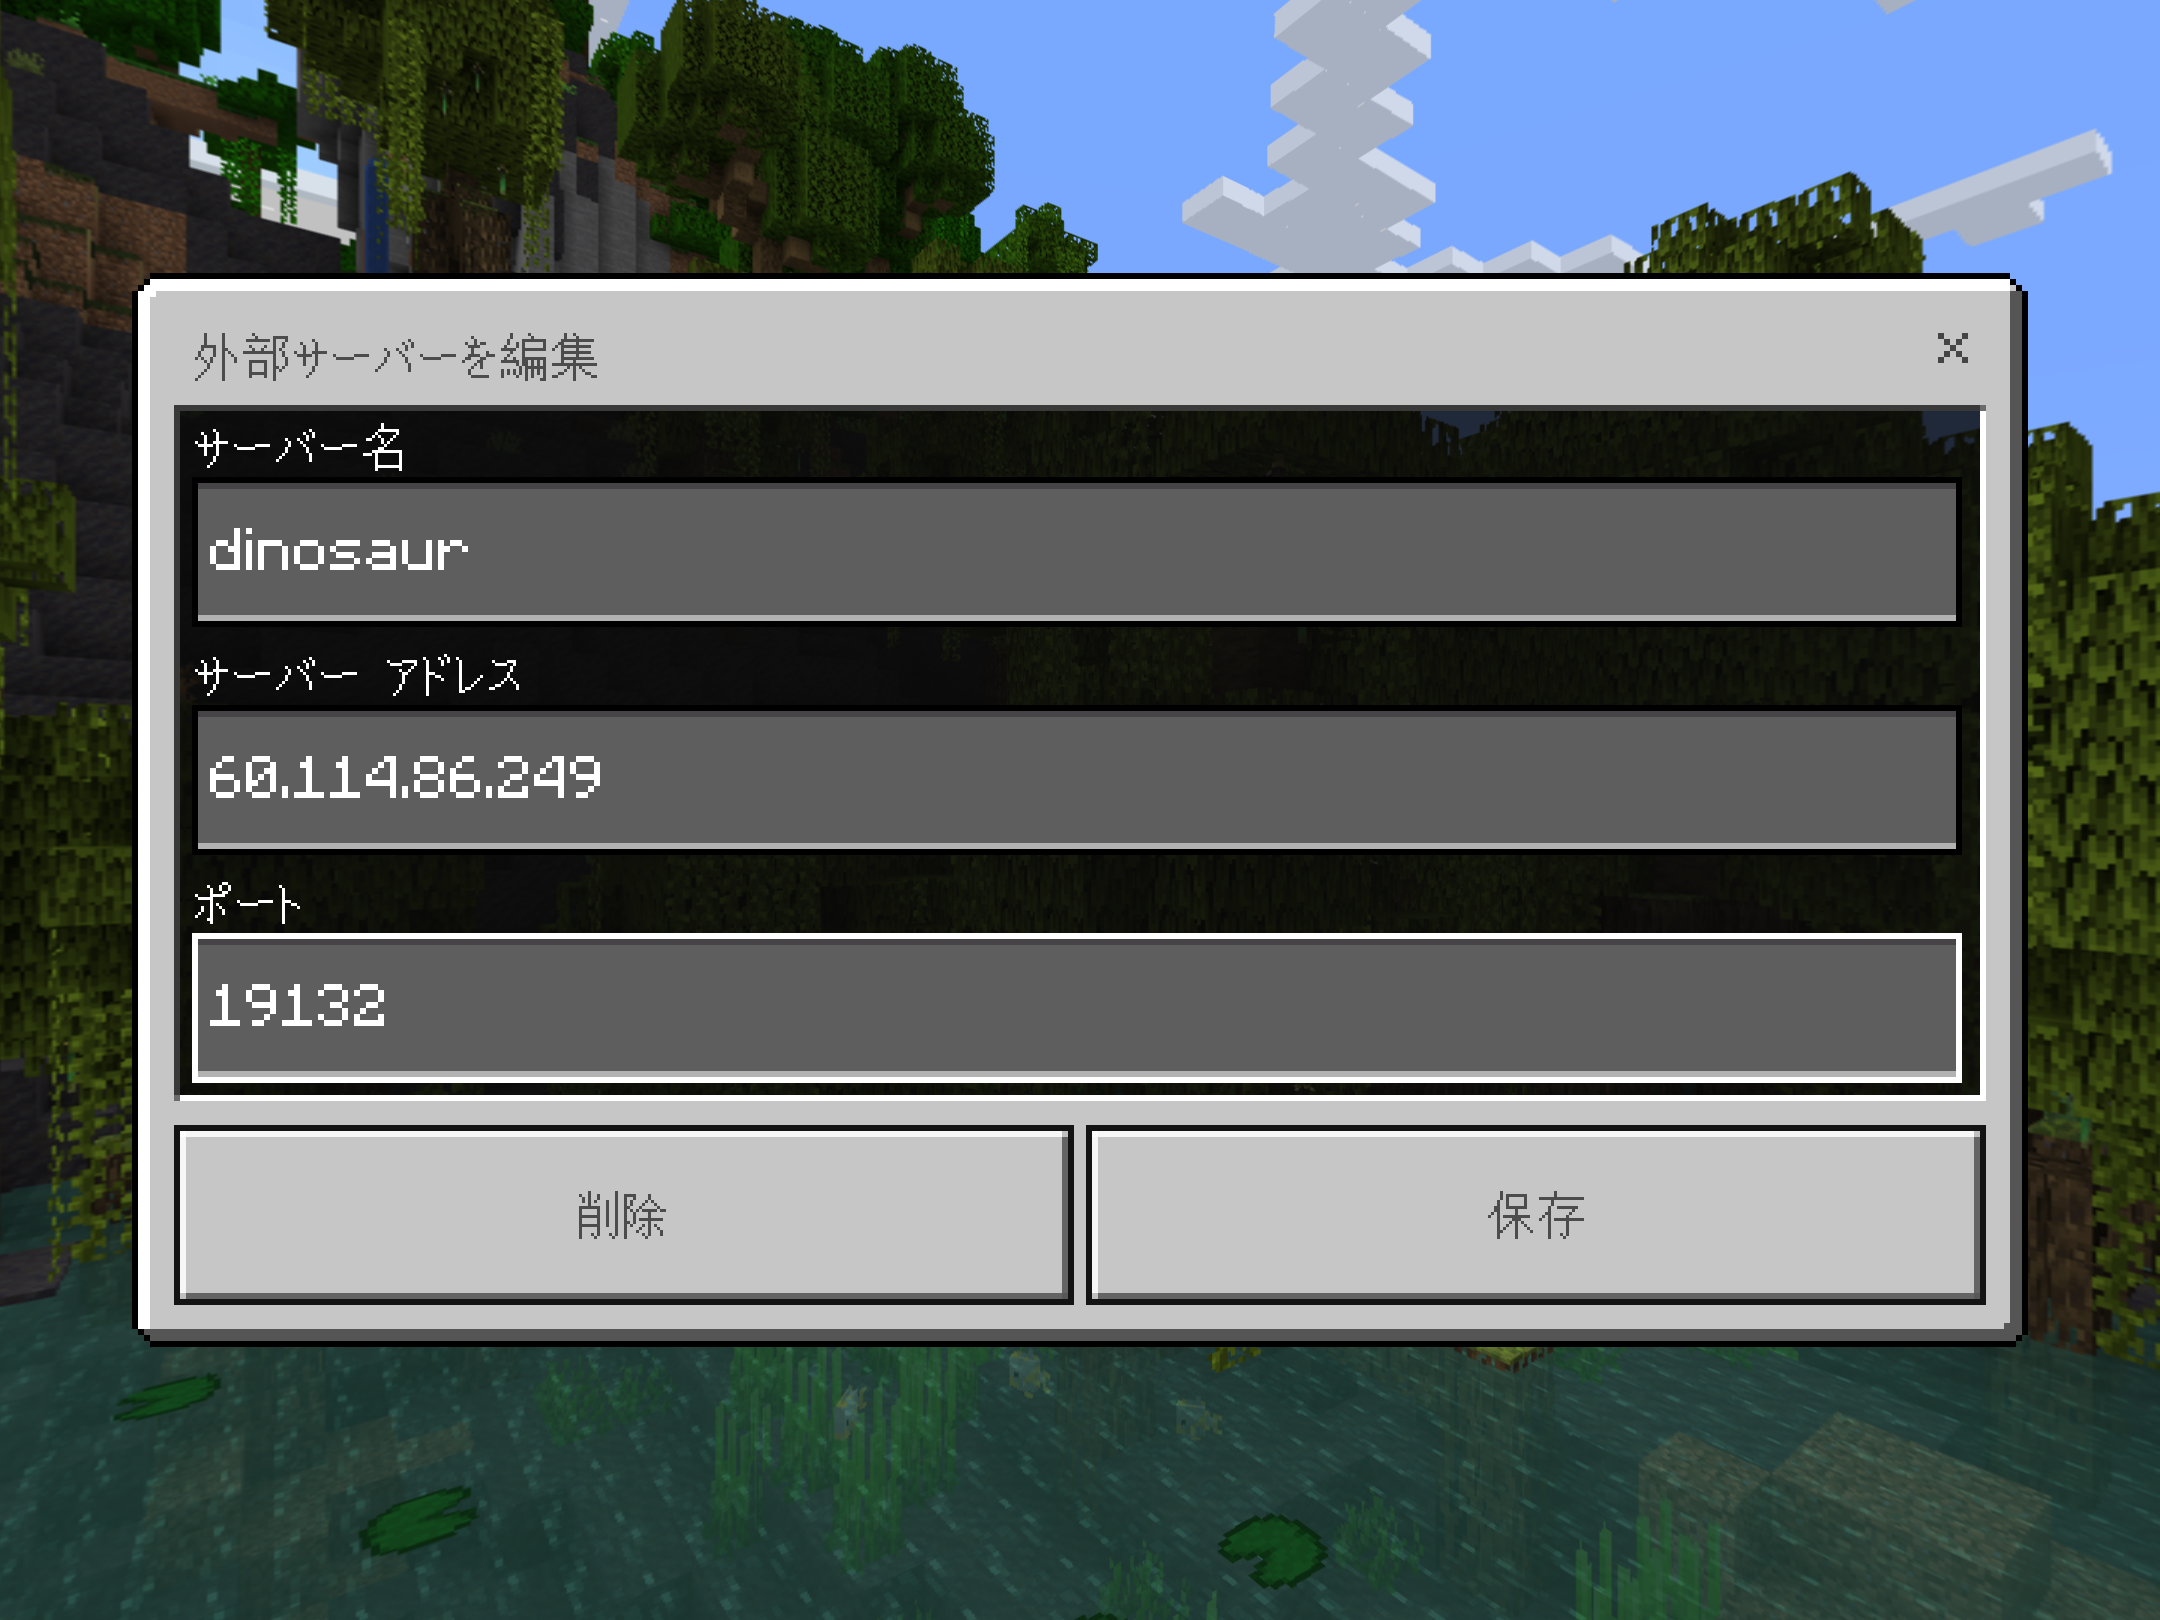 外部サーバーを編集
サーバー名
dinosaur
サーバー アドレス
60.114.86.249
ポート
19132
削除
保存